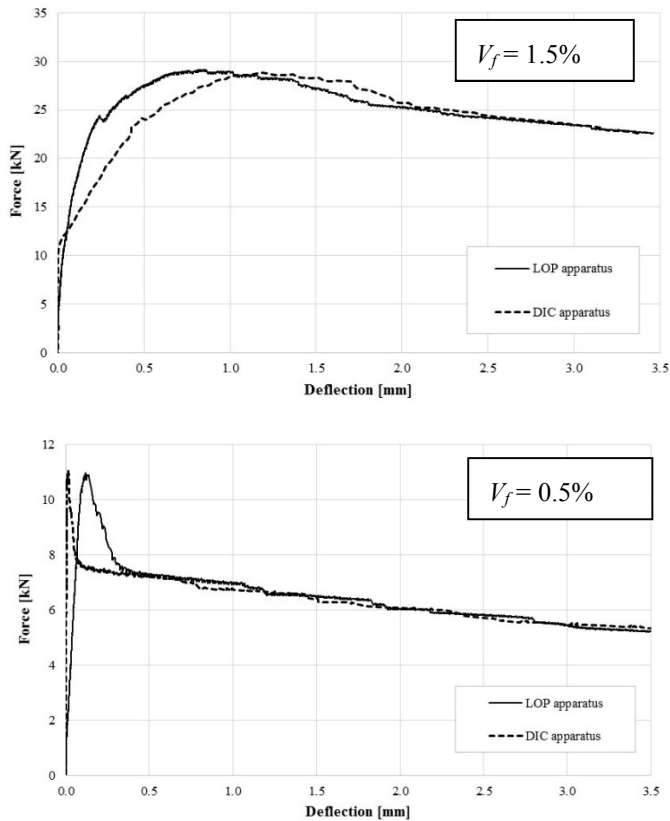 35
30
25
20
15
10
5
0
Force [kN]
V_f = 1.5%
LOP apparatus
DIC apparatus
0.0 0.5 1.0 1.5 2.0 2.5 3.0 3.5
Deflection [mm]
12
10
8
6
4
2
0
Force [kN]
V_f = 0.5%
LOP apparatus
DIC apparatus
0.0 0.5 1.0 1.5 2.0 2.5 3.0 3.5
Deflection [mm]